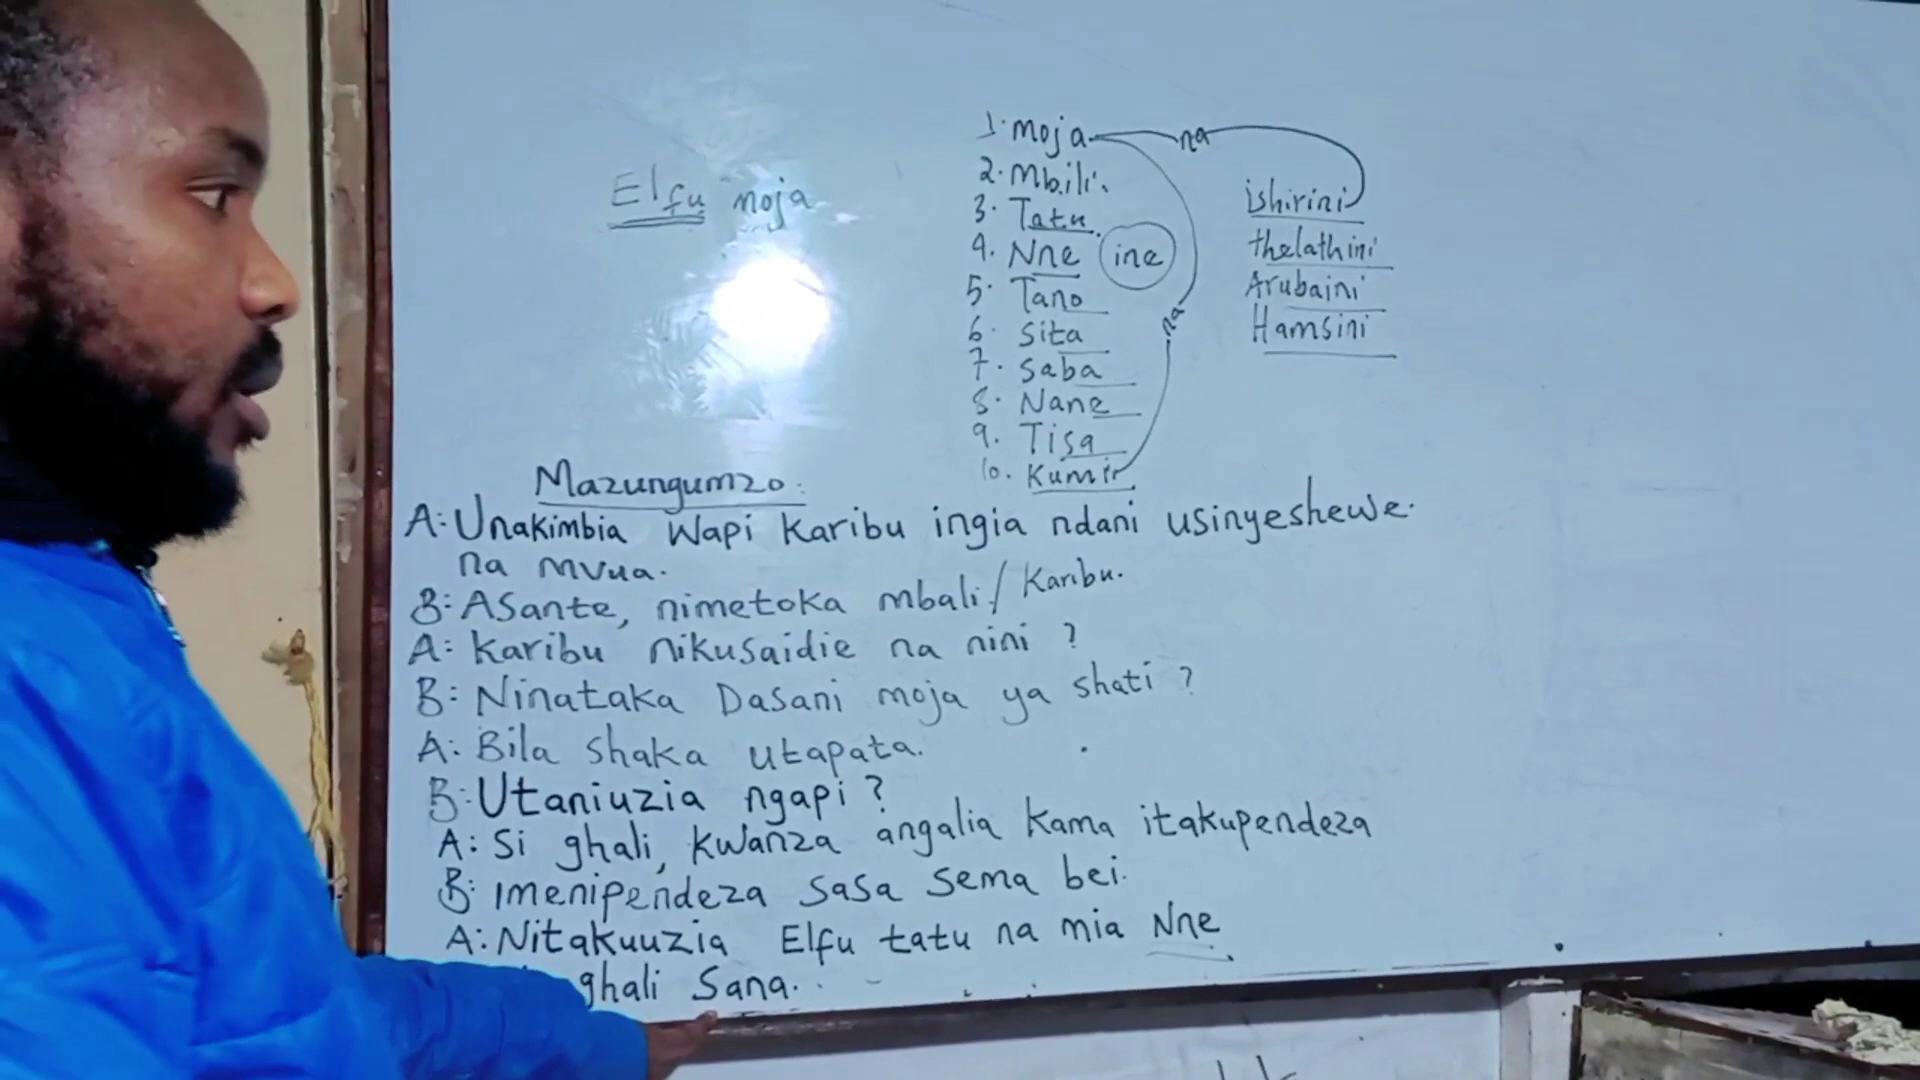 Elfu moja
1. moja na
2. Mbili.
3. Tatu
4. Nne ine
5. Tano
6. Sita
7. Saba
8. Nane
9. Tisa
10. Kumi
na
ishirini
thelathini
Arubaini
Hamsini
Mazungumzo:
A: Unakimbia wapi karibu ingia ndani usinyeshewe.
na mvua.
B: Asante, nimetoka mbali / Karibu.
A: Karibu nikusaidie na nini ?
B: Ninataka Dasani moja ya shati ?
A: Bila shaka utapata.
B: Utaniuzia ngapi ?
A: Si ghali, kwanza angalia kama itakupendeza
B: imenipendeza sasa sema bei.
A: Nitakuuzia Elfu tatu na mia Nne
ghali Sana.